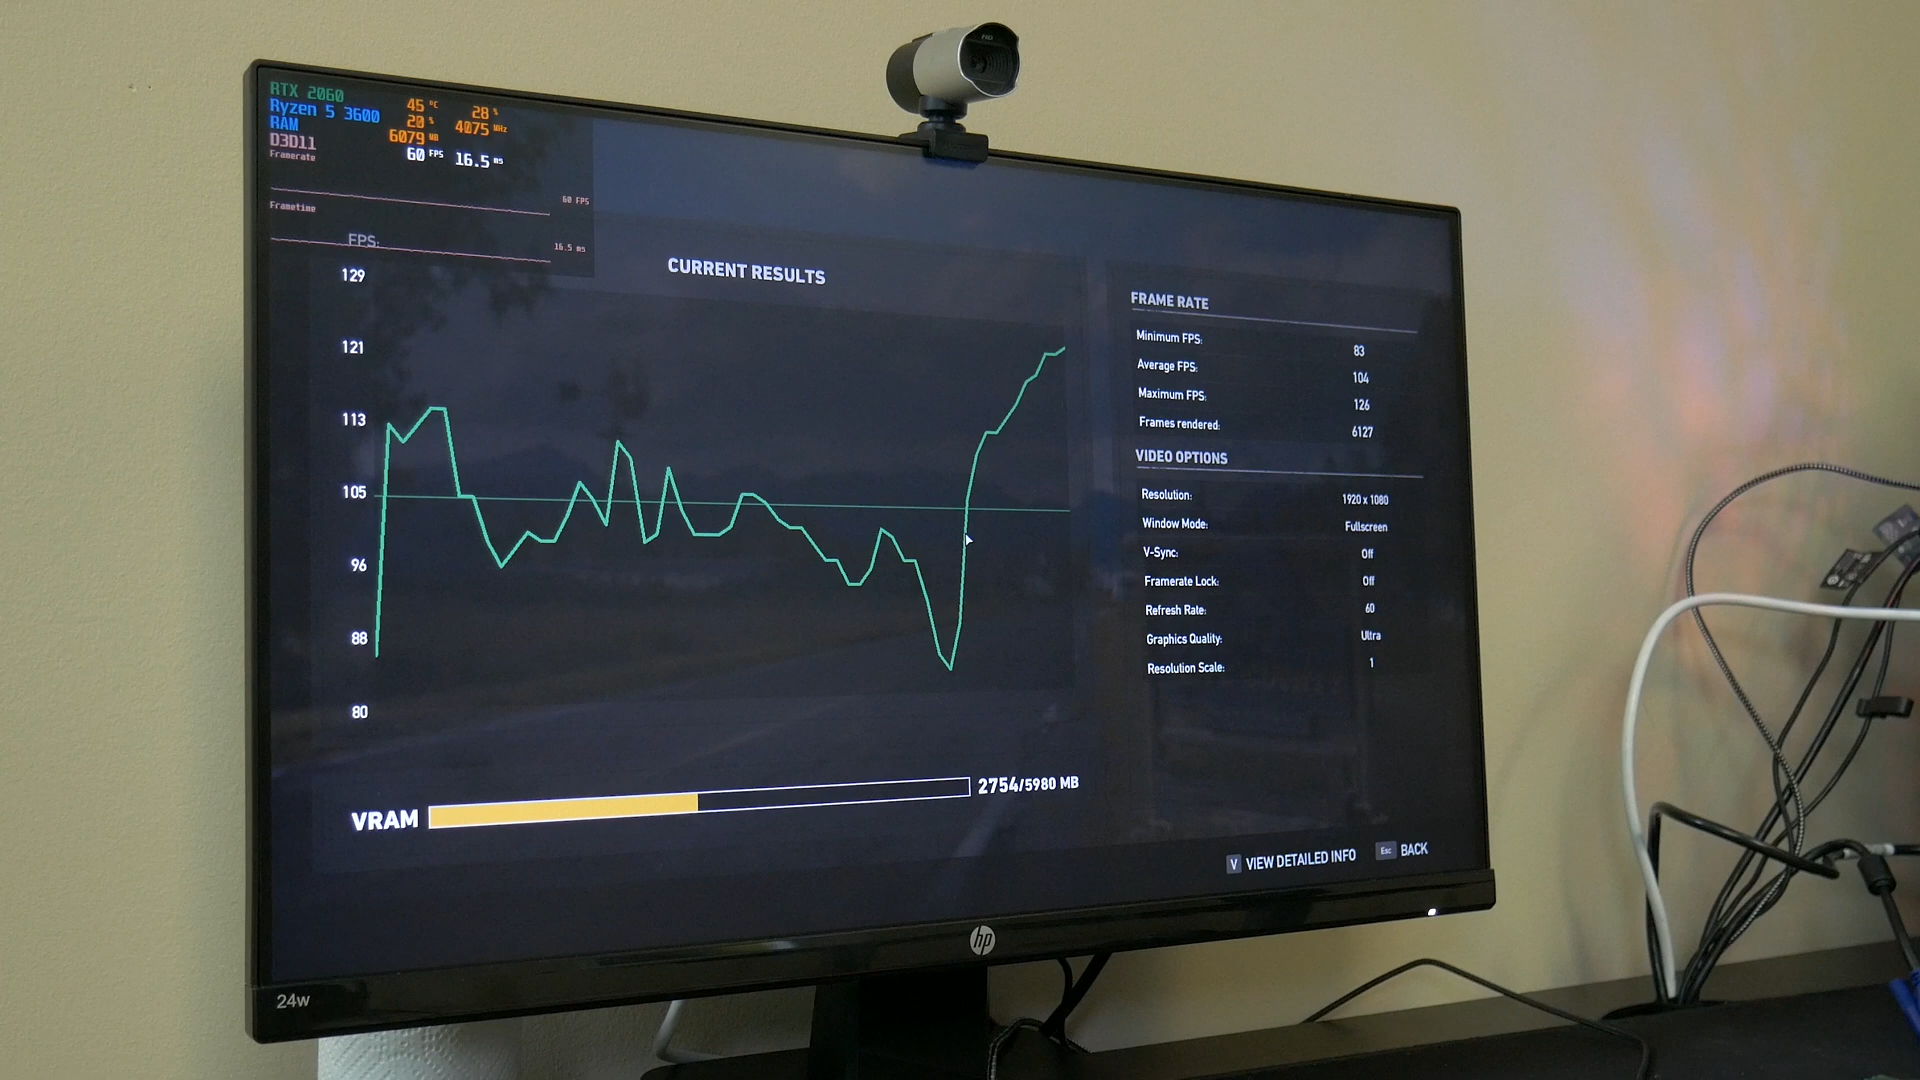 HD
RTX 2060 45 °C 28 %
Ryzen 5 3600 20 % 4075 MHz
RAM 6079 MB
D3D11 60 FPS 16.5 ms
Framerate
60 FPS
Frametime
16.5 ms
FPS:
CURRENT RESULTS
129
121
113
105
96
88
80
VRAM 2754/5980 MB
FRAME RATE
Minimum FPS: 83
Average FPS: 104
Maximum FPS: 126
Frames rendered: 6127
VIDEO OPTIONS
Resolution: 1920 x 1080
Window Mode: Fullscreen
V-Sync: Off
Framerate Lock: Off
Refresh Rate: 60
Graphics Quality: Ultra
Resolution Scale: 1
V VIEW DETAILED INFO Esc BACK
hp
24w